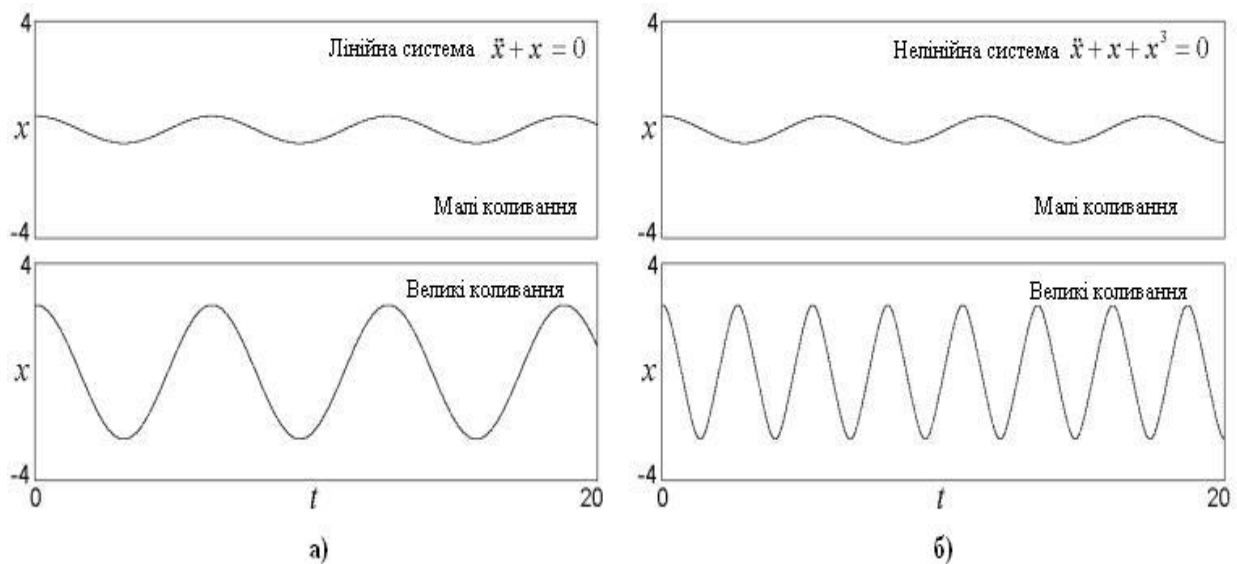 4
Лінійна система ẍ + x = 0
x
Малі коливання
-4
4
Великі коливання
x
-4
0 t 20
а)
4
Нелінійна система ẍ + x + x³ = 0
x
Малі коливання
-4
4
Великі коливання
x
-4
0 t 20
б)